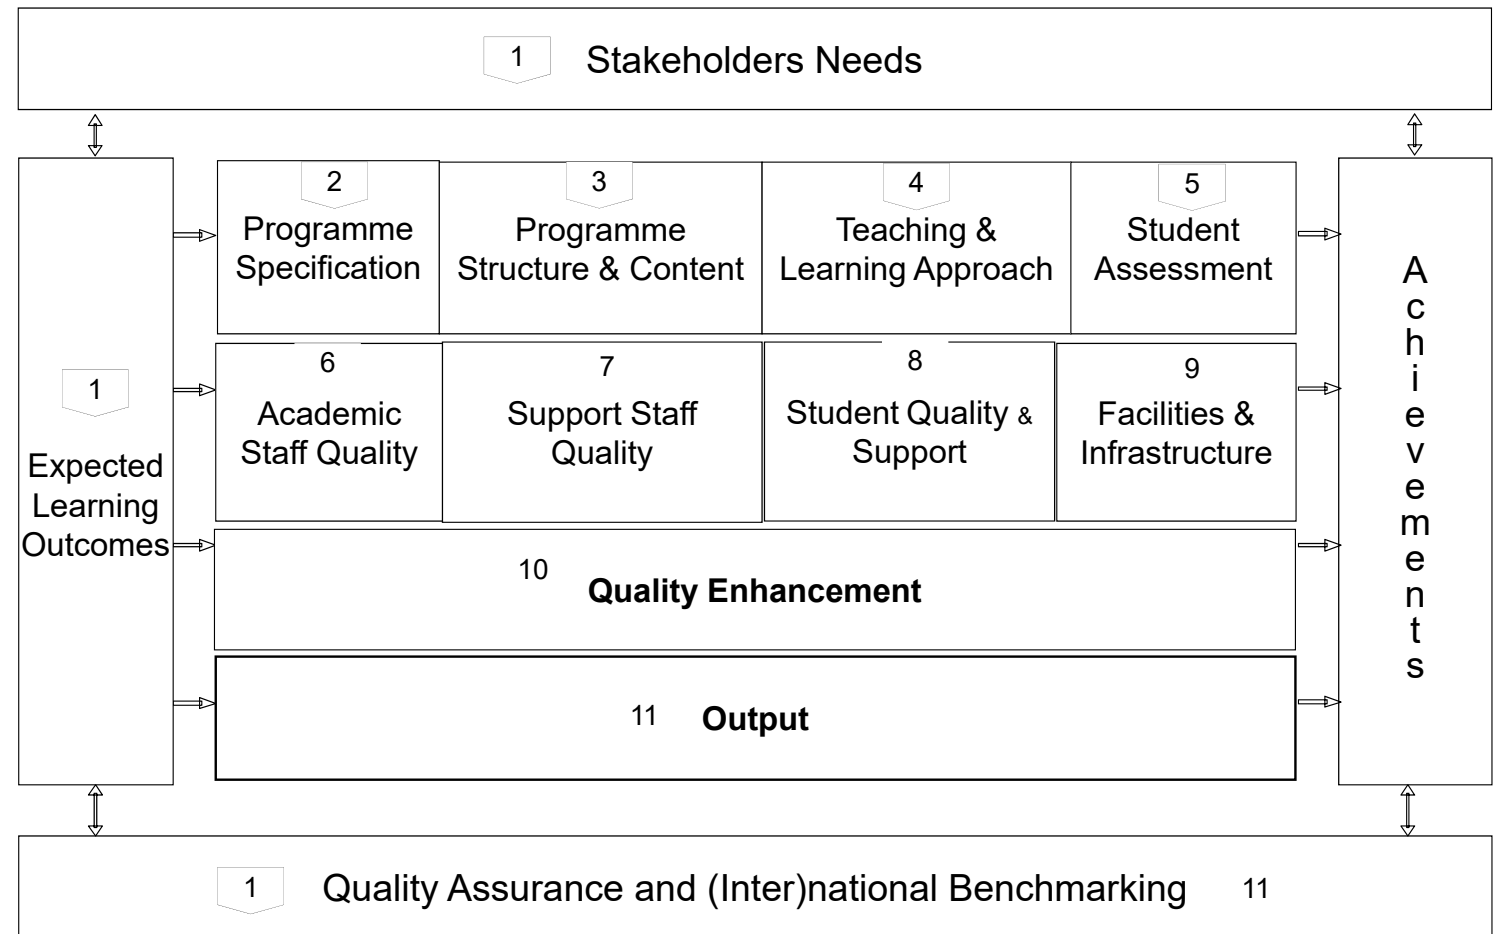 1 Stakeholders Needs
2
Programme
Specification
3
Programme
Structure & Content
4
Teaching &
Learning Approach
5
Student
Assessment
1
Expected
Learning
Outcomes
6
Academic
Staff Quality
7
Support Staff
Quality
8
Student Quality &
Support
9
Facilities &
Infrastructure
10
Quality Enhancement
11 Output
Achievements
1 Quality Assurance and (Inter)national Benchmarking 11